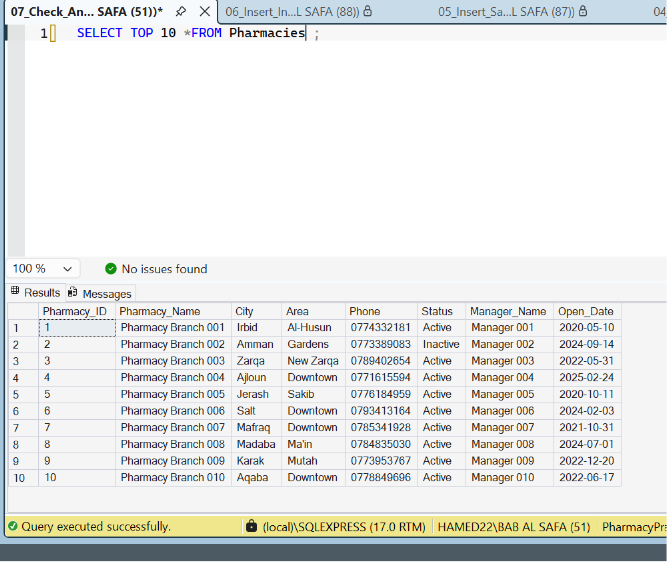 07_Check_An... SAFA (51))* 06_Insert_In...L SAFA (88)) 05_Insert_Sa...L SAFA (87)) 04
1 SELECT TOP 10 *FROM Pharmacies ;
100 % No issues found
Results Messages
Pharmacy_ID Pharmacy_Name City Area Phone Status Manager_Name Open_Date
1 1 Pharmacy Branch 001 Irbid Al-Husun 0774332181 Active Manager 001 2020-05-10
2 2 Pharmacy Branch 002 Amman Gardens 0773389083 Inactive Manager 002 2024-09-14
3 3 Pharmacy Branch 003 Zarqa New Zarqa 0789402654 Active Manager 003 2022-05-31
4 4 Pharmacy Branch 004 Ajloun Downtown 0771615594 Active Manager 004 2025-02-24
5 5 Pharmacy Branch 005 Jerash Sakib 0776184959 Active Manager 005 2020-10-11
6 6 Pharmacy Branch 006 Salt Downtown 0793413164 Active Manager 006 2024-02-03
7 7 Pharmacy Branch 007 Mafraq Downtown 0785341928 Active Manager 007 2021-10-31
8 8 Pharmacy Branch 008 Madaba Ma'in 0784835030 Active Manager 008 2024-07-01
9 9 Pharmacy Branch 009 Karak Mutah 0773953767 Active Manager 009 2022-12-20
10 10 Pharmacy Branch 010 Aqaba Downtown 0778849696 Active Manager 010 2022-06-17
Query executed successfully. (local)\SQLEXPRESS (17.0 RTM) HAMED22\BAB AL SAFA (51) PharmacyPra